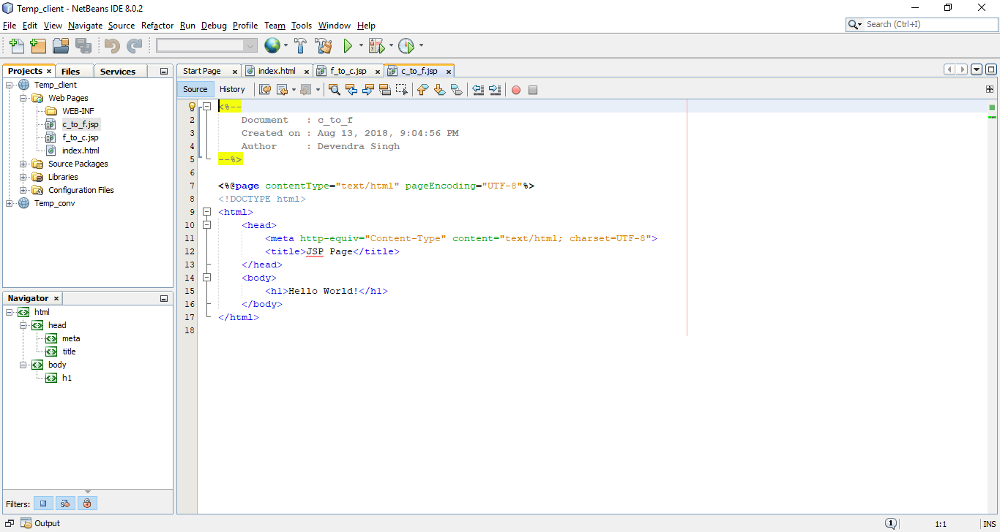 Temp_client - NetBeans IDE 8.0.2
File Edit View Navigate Source Refactor Run Debug Profile Team Tools Window Help
Search (Ctrl+I)
Projects Files Services
Temp_client
Web Pages
WEB-INF
c_to_f.jsp
f_to_c.jsp
index.html
Source Packages
Libraries
Configuration Files
Temp_conv
Navigator
html
head
meta
title
body
h1
Filters:
Start Page index.html f_to_c.jsp c_to_f.jsp
Source History
<%--
2     Document   : c_to_f
3     Created on : Aug 13, 2018, 9:04:56 PM
4     Author     : Devendra Singh
5 --%>
6
7 <%@page contentType="text/html" pageEncoding="UTF-8"%>
8 <!DOCTYPE html>
9 <html>
10     <head>
11         <meta http-equiv="Content-Type" content="text/html; charset=UTF-8">
12         <title>JSP Page</title>
13     </head>
14     <body>
15         <h1>Hello World!</h1>
16     </body>
17 </html>
18
Output
1 1:1 INS